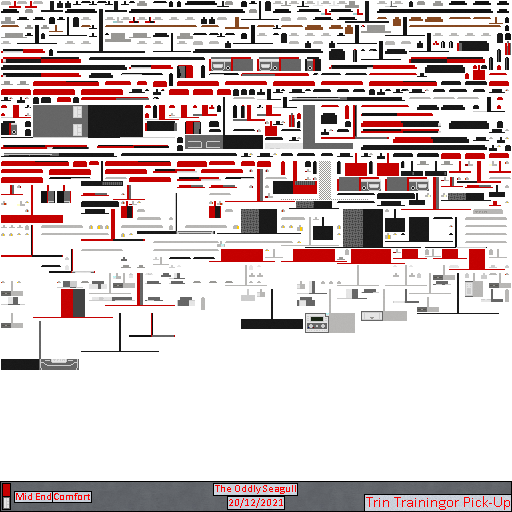 The Oddly Seagull
Mid End Comfort
20/12/2021
Trin Trainingor Pick-Up